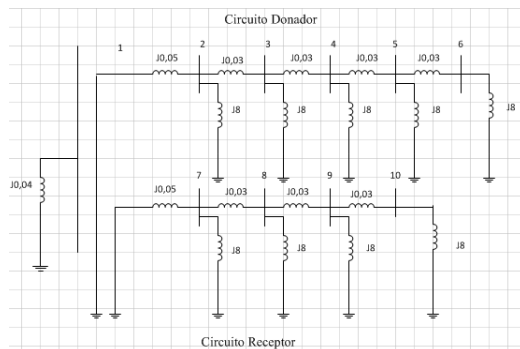 Circuito Donador
1 2 3 4 5 6
J0,05 J0,03 J0,03 J0,03 J0,03
J8 J8 J8 J8 J8
J0,04
7 8 9 10
J0,05 J0,03 J0,03 J0,03
J8 J8 J8 J8
Circuito Receptor